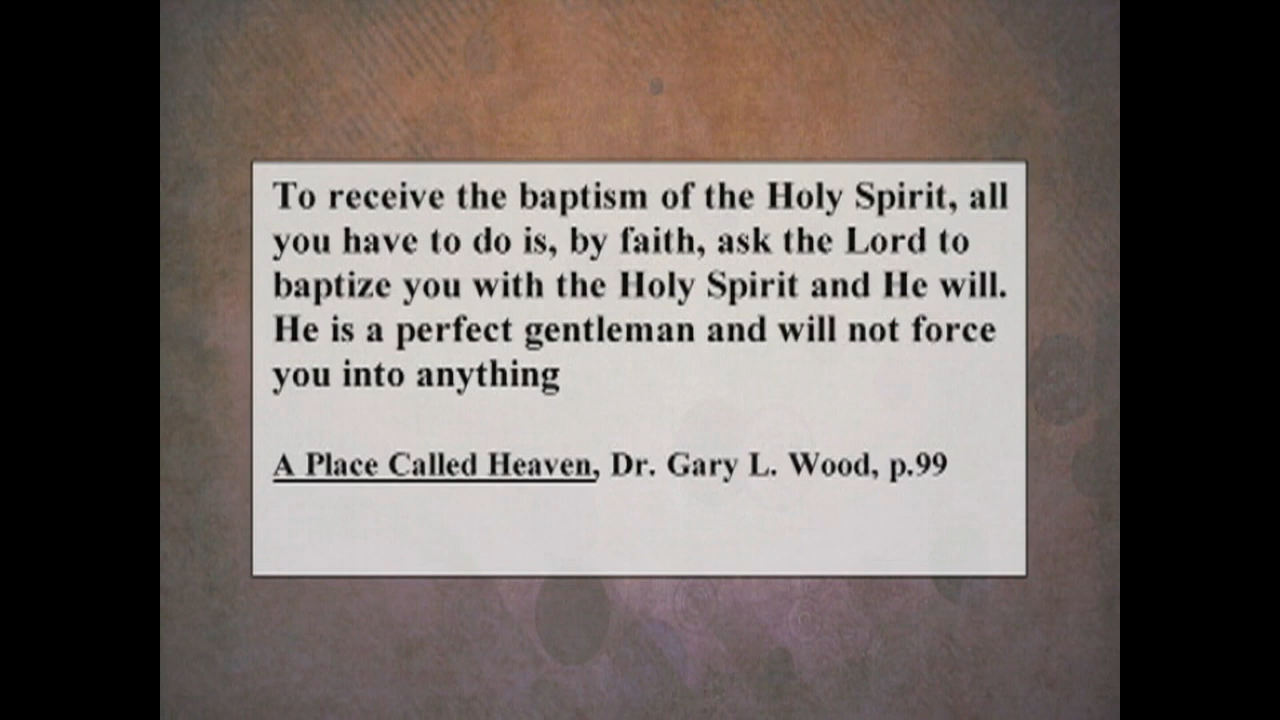 To receive the baptism of the Holy Spirit, all
you have to do is, by faith, ask the Lord to
baptize you with the Holy Spirit and He will.
He is a perfect gentleman and will not force
you into anything
A Place Called Heaven, Dr. Gary L. Wood, p.99